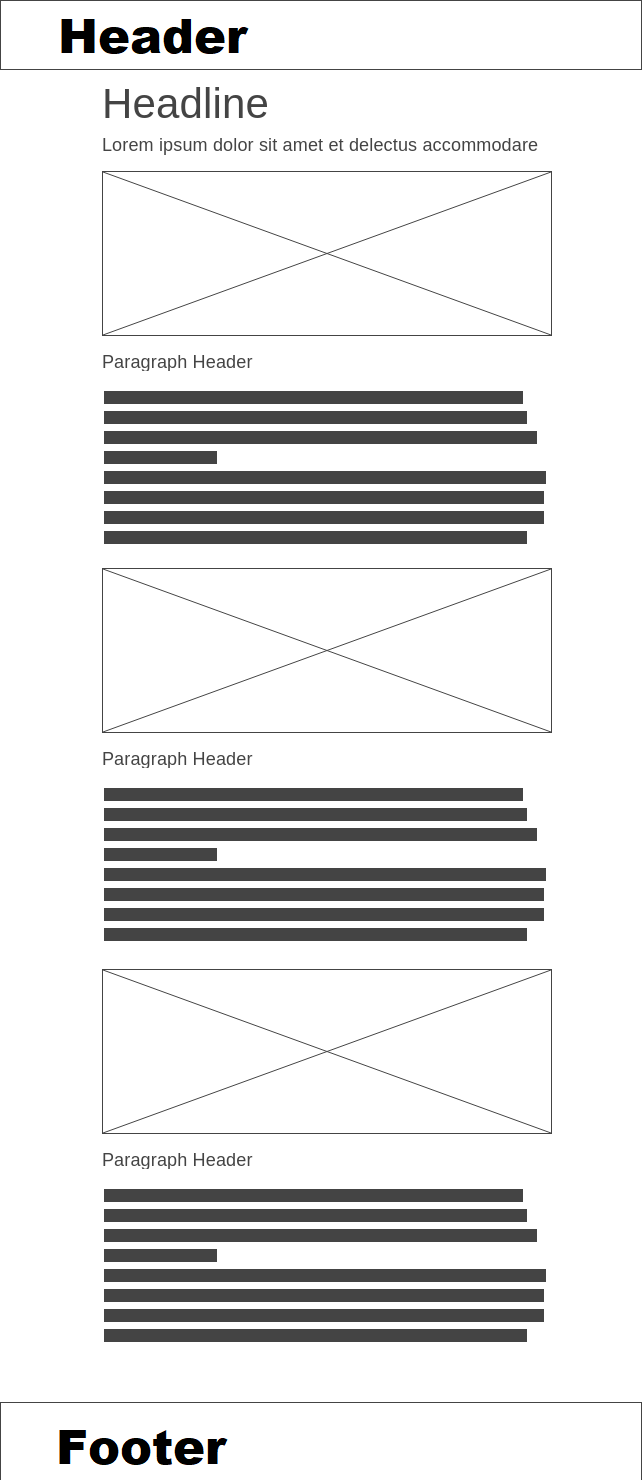 Header
Headline
Lorem ipsum dolor sit amet et delectus accommodare
Paragraph Header
Paragraph Header
Paragraph Header
Footer